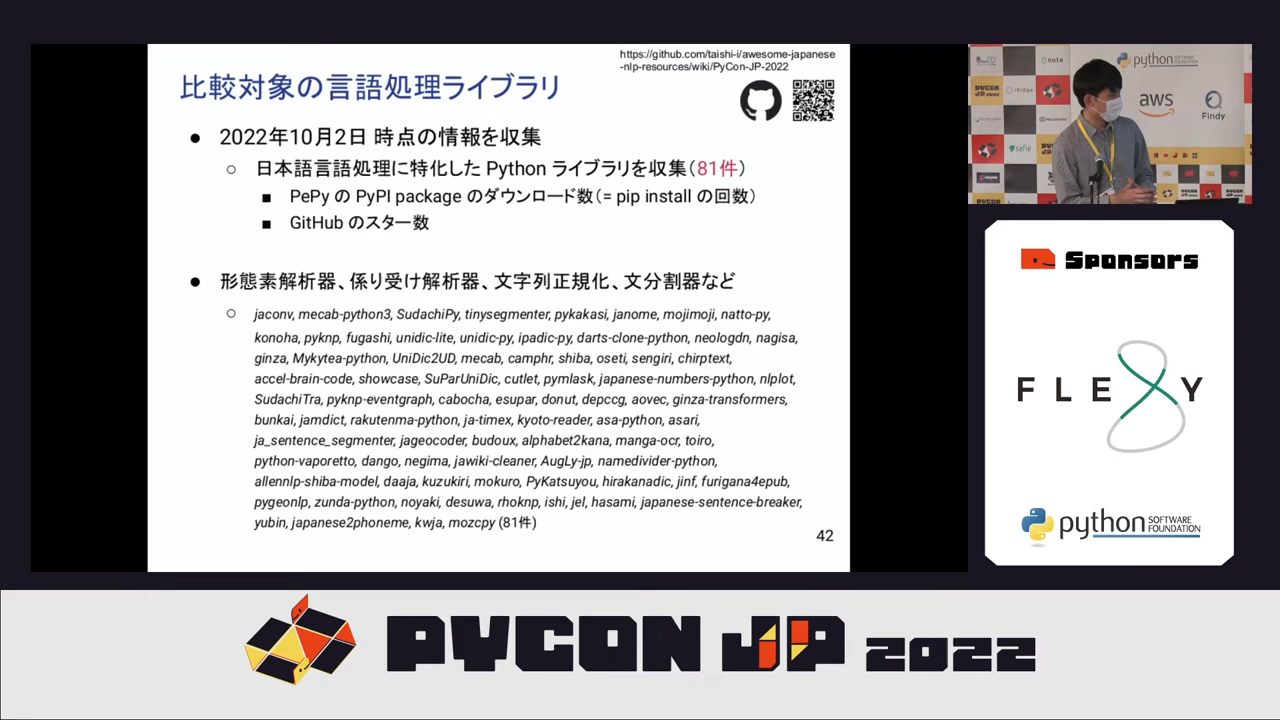 https://github.com/taishi-i/awesome-japanese
-nlp-resources/wiki/PyCon-JP-2022
比較対象の言語処理ライブラリ
● 2022年10月2日 時点の情報を収集
○ 日本語言語処理に特化した Python ライブラリを収集（81件）
■ PePy の PyPI package のダウンロード数（= pip install の回数）
■ GitHub のスター数
● 形態素解析器、係り受け解析器、文字列正規化、文分割器など
○ jaconv, mecab-python3, SudachiPy, tinysegmenter, pykakasi, janome, mojimoji, natto-py,
konoha, pyknp, fugashi, unidic-lite, unidic-py, ipadic-py, darts-clone-python, neologdn, nagisa,
ginza, Mykytea-python, UniDic2UD, mecab, camphr, shiba, oseti, sengiri, chirptext,
accel-brain-code, showcase, SuParUniDic, cutlet, pymlask, japanese-numbers-python, nlplot,
SudachiTra, pyknp-eventgraph, cabocha, esupar, donut, depccg, aovec, ginza-transformers,
bunkai, jamdict, rakutenma-python, ja-timex, kyoto-reader, asa-python, asari,
ja_sentence_segmenter, jageocoder, budoux, alphabet2kana, manga-ocr, toiro,
python-vaporetto, dango, negima, jawiki-cleaner, AugLy-jp, namedivider-python,
allennlp-shiba-model, daaja, kuzukiri, mokuro, PyKatsuyou, hirakanadic, jinf, furigana4epub,
pygeonlp, zunda-python, noyaki, desuwa, rhoknp, ishi, jel, hasami, japanese-sentence-breaker,
yubin, japanese2phoneme, kwja, mozcpy (81件)
42
note
python
SOFTWARE
FOUNDATION
aws
Findy
safie
Sponsors
FLEXY
python SOFTWARE
FOUNDATION
PYCON JP 2022